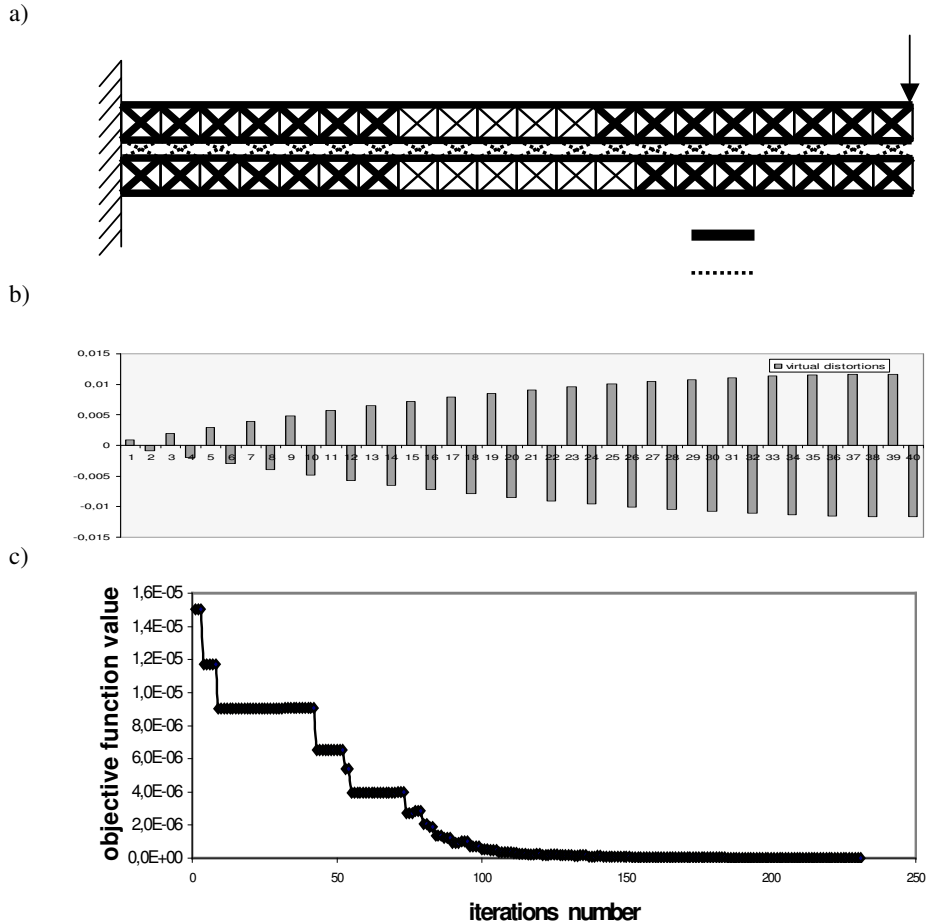 a)
b)
0,015
0,01
0,005
0
-0,005
-0,01
-0,015
virtual distortions
1 2 3 4 5 6 7 8 9 10 11 12 13 14 15 16 17 18 19 20 21 22 23 24 25 26 27 28 29 30 31 32 33 34 35 36 37 38 39 40
c)
objective function value
1,6E-05
1,4E-05
1,2E-05
1,0E-05
8,0E-06
6,0E-06
4,0E-06
2,0E-06
0,0E+00
0 50 100 150 200 250
iterations number